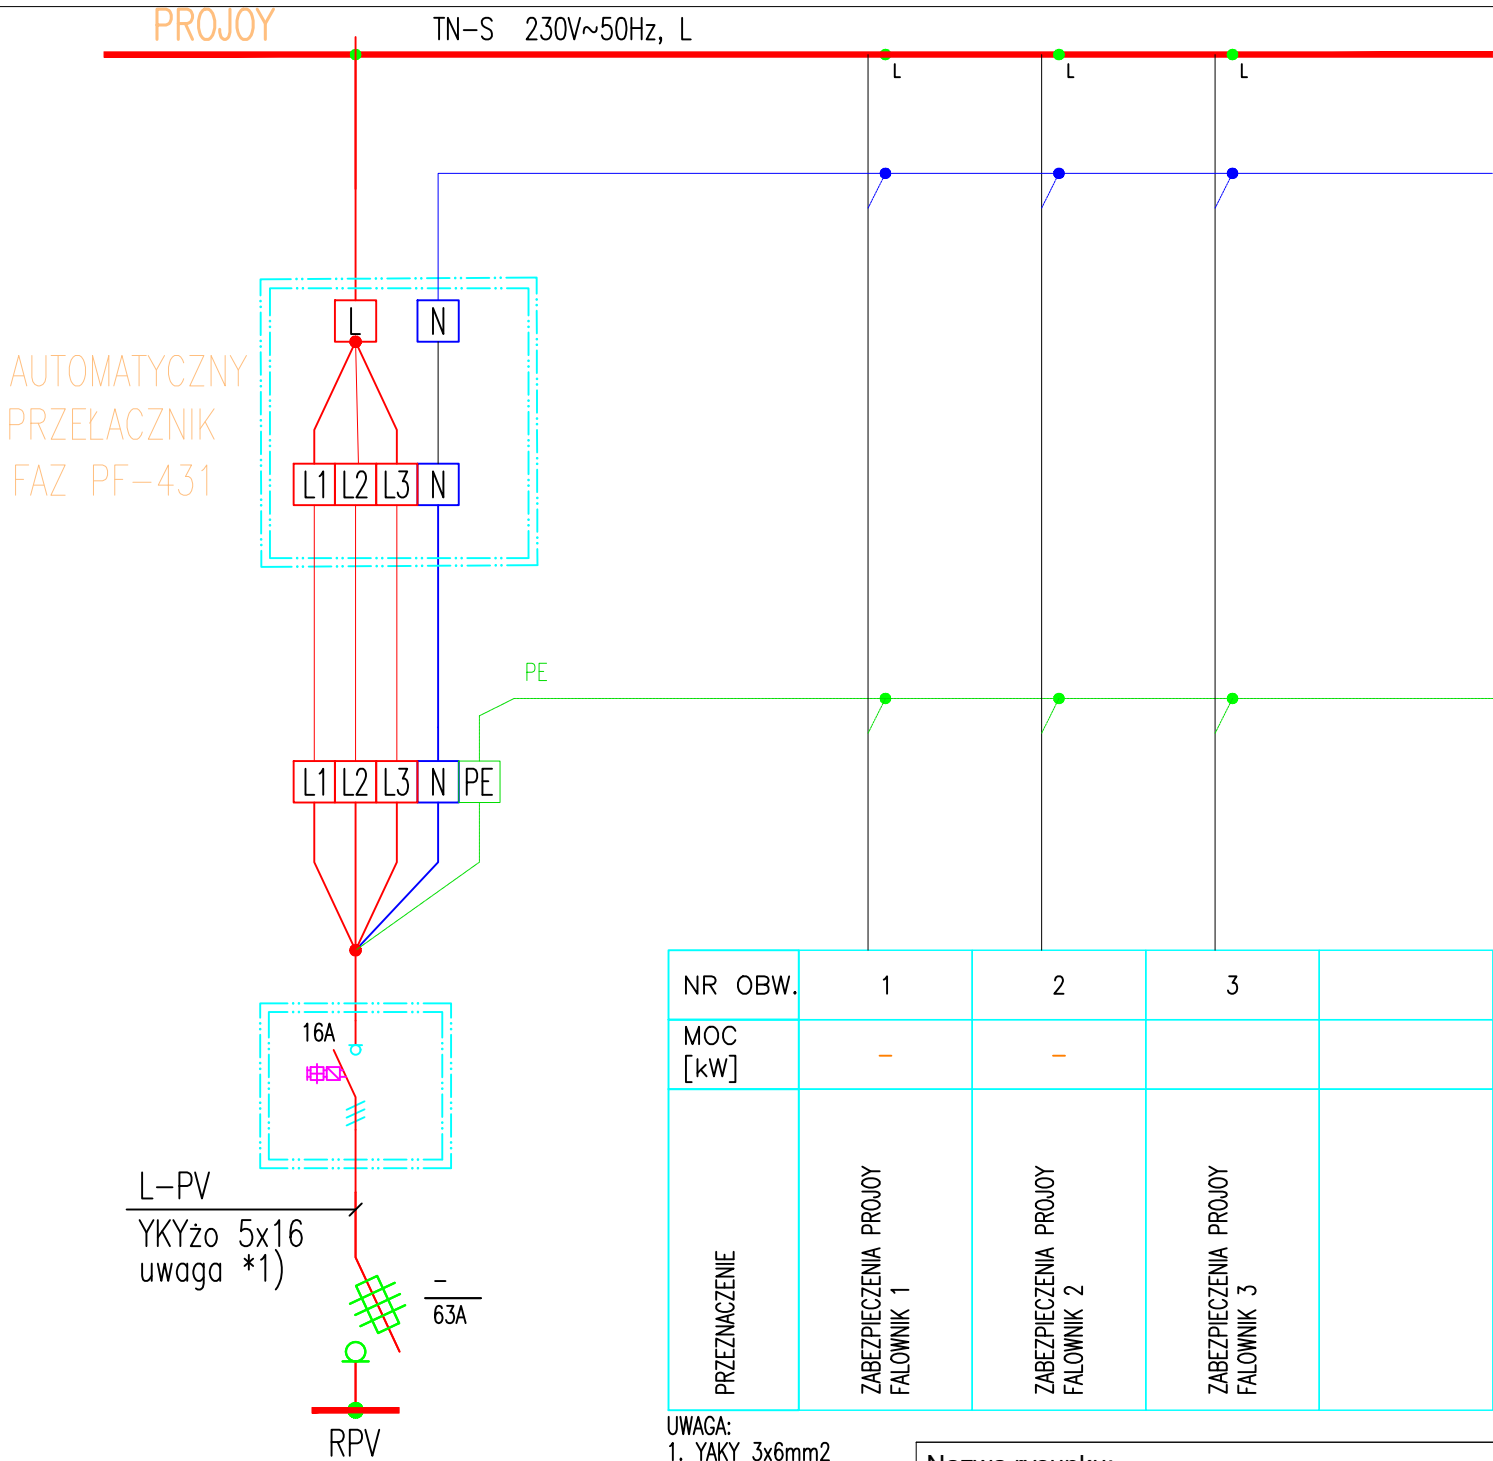 PROJOY
TN-S 230V~50Hz, L
L
L
L
L
N
AUTOMATYCZNY
PRZEŁACZNIK
FAZ PF-431
L1 L2 L3 N
PE
L1 L2 L3 N PE
16A
L-PV
YKYżo 5x16
uwaga *1)
-
63A
RPV
NR OBW. 1 2 3
MOC
[kW]
- -
PRZEZNACZENIE
ZABEZPIECZENIA PROJOY
FALOWNIK 1
ZABEZPIECZENIA PROJOY
FALOWNIK 2
ZABEZPIECZENIA PROJOY
FALOWNIK 3
UWAGA:
1. YAKY 3x6mm2